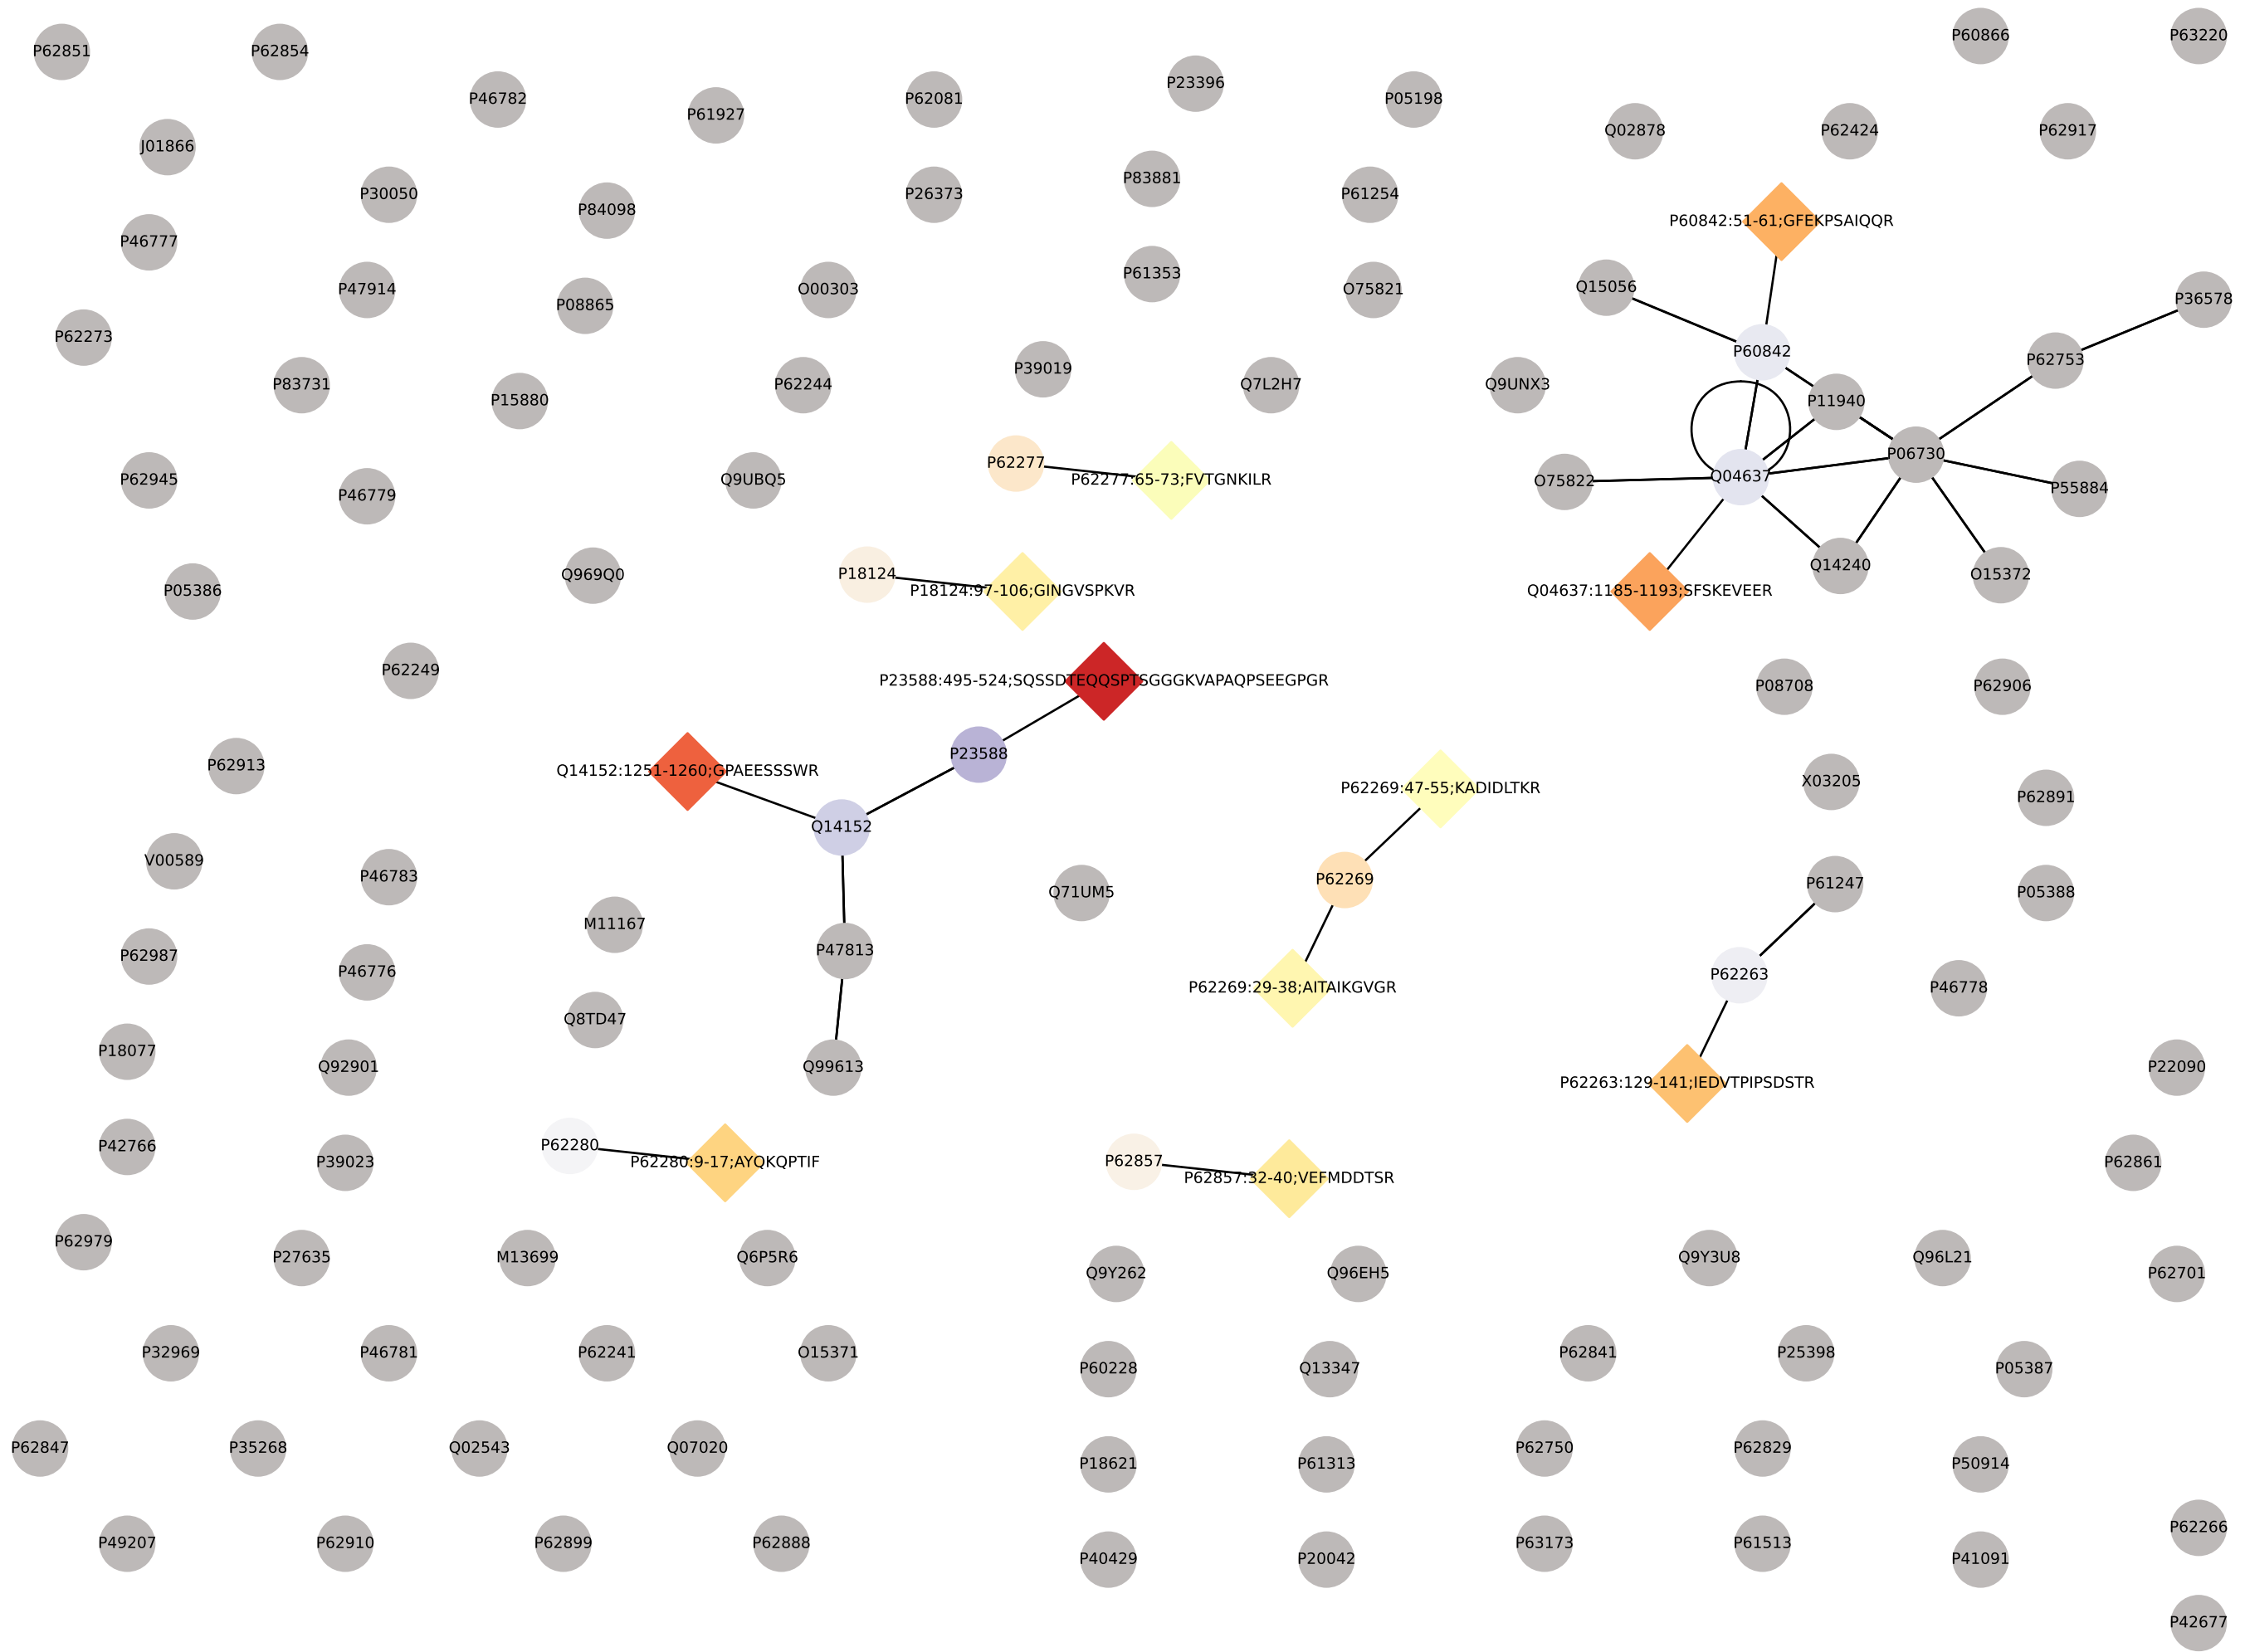 P60866
P63220
P62851
P62854
P23396
P46782
P62081
P05198
P61927
Q02878
P62424
P62917
J01866
P83881
P30050
P26373
P61254
P84098
P60842:51-61;GFEKPSAIQQR
P46777
P61353
Q15056
P47914
O00303
O75821
P36578
P08865
P62273
P60842
P62753
P39019
P83731
P62244
Q7L2H7
Q9UNX3
P15880
P11940
P06730
P62277
Q04637
P62945
Q9UBQ5
P62277:65-73;FVTGNKILR
O75822
P55884
P46779
P18124
Q969Q0
Q14240
O15372
P05386
P18124:97-106;GINGVSPKVR
Q04637:1185-1193;SFSKEVEER
P62249
P23588:495-524;SQSSDTEQQSPTSGGGKVAPAQPSEEGPGR
P08708
P62906
P23588
P62913
Q14152:1251-1260;GPAEESSSWR
X03205
P62269:47-55;KADIDLTKR
P62891
Q14152
V00589
P46783
P62269
P61247
Q71UM5
P05388
M11167
P47813
P62987
P46776
P62263
P62269:29-38;AITAIKGVGR
P46778
Q8TD47
P18077
Q92901
Q99613
P22090
P62263:129-141;IEDVTPIPSDSTR
P42766
P62280
P39023
P62280:9-17;AYQKQPTIF
P62857
P62861
P62857:32-40;VEFMDDTSR
P62979
P27635
M13699
Q6P5R6
Q9Y262
Q96EH5
Q9Y3U8
Q96L21
P62701
P32969
P46781
P62241
O15371
P60228
Q13347
P62841
P25398
P05387
P62847
P35268
Q02543
Q07020
P18621
P61313
P62750
P62829
P50914
P62266
P49207
P62910
P62899
P62888
P40429
P20042
P63173
P61513
P41091
P42677